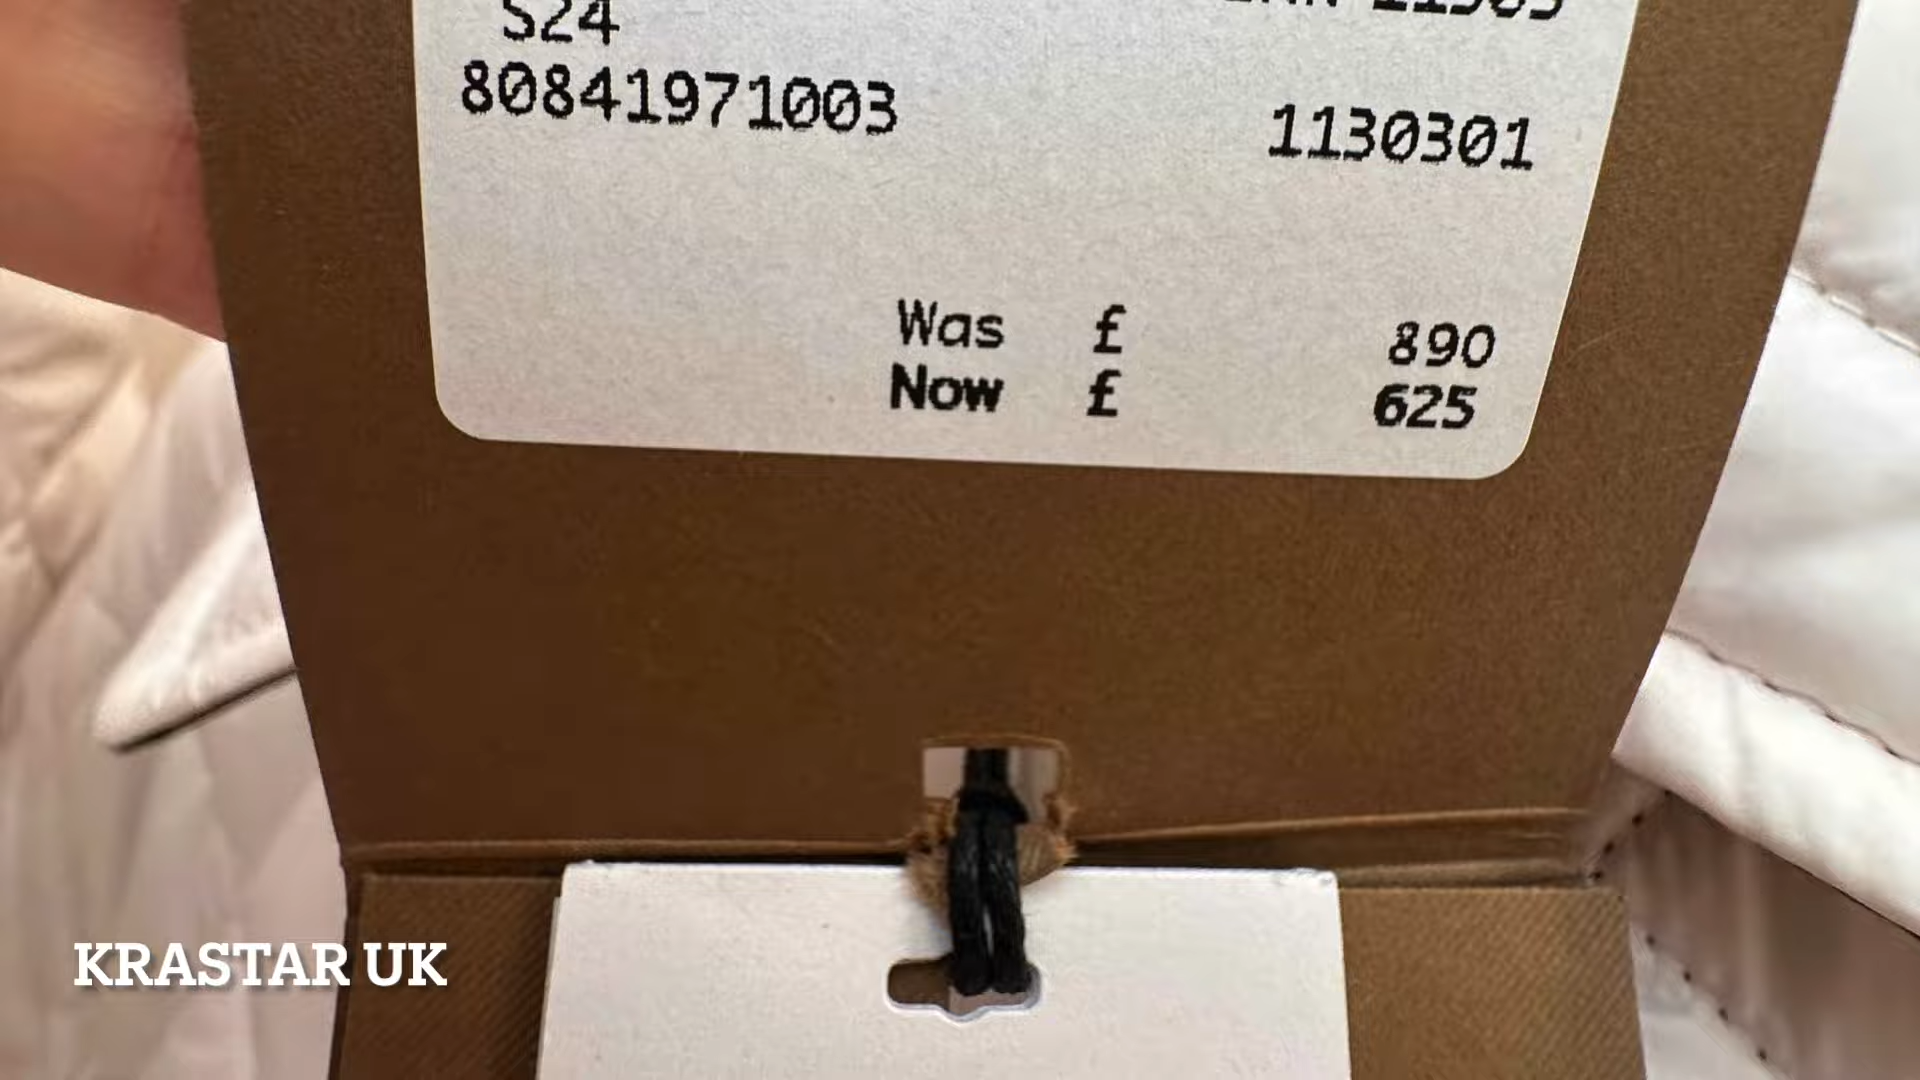 S24
80841971003
1130301
Was £ 890
Now £ 625
KRASTAR UK